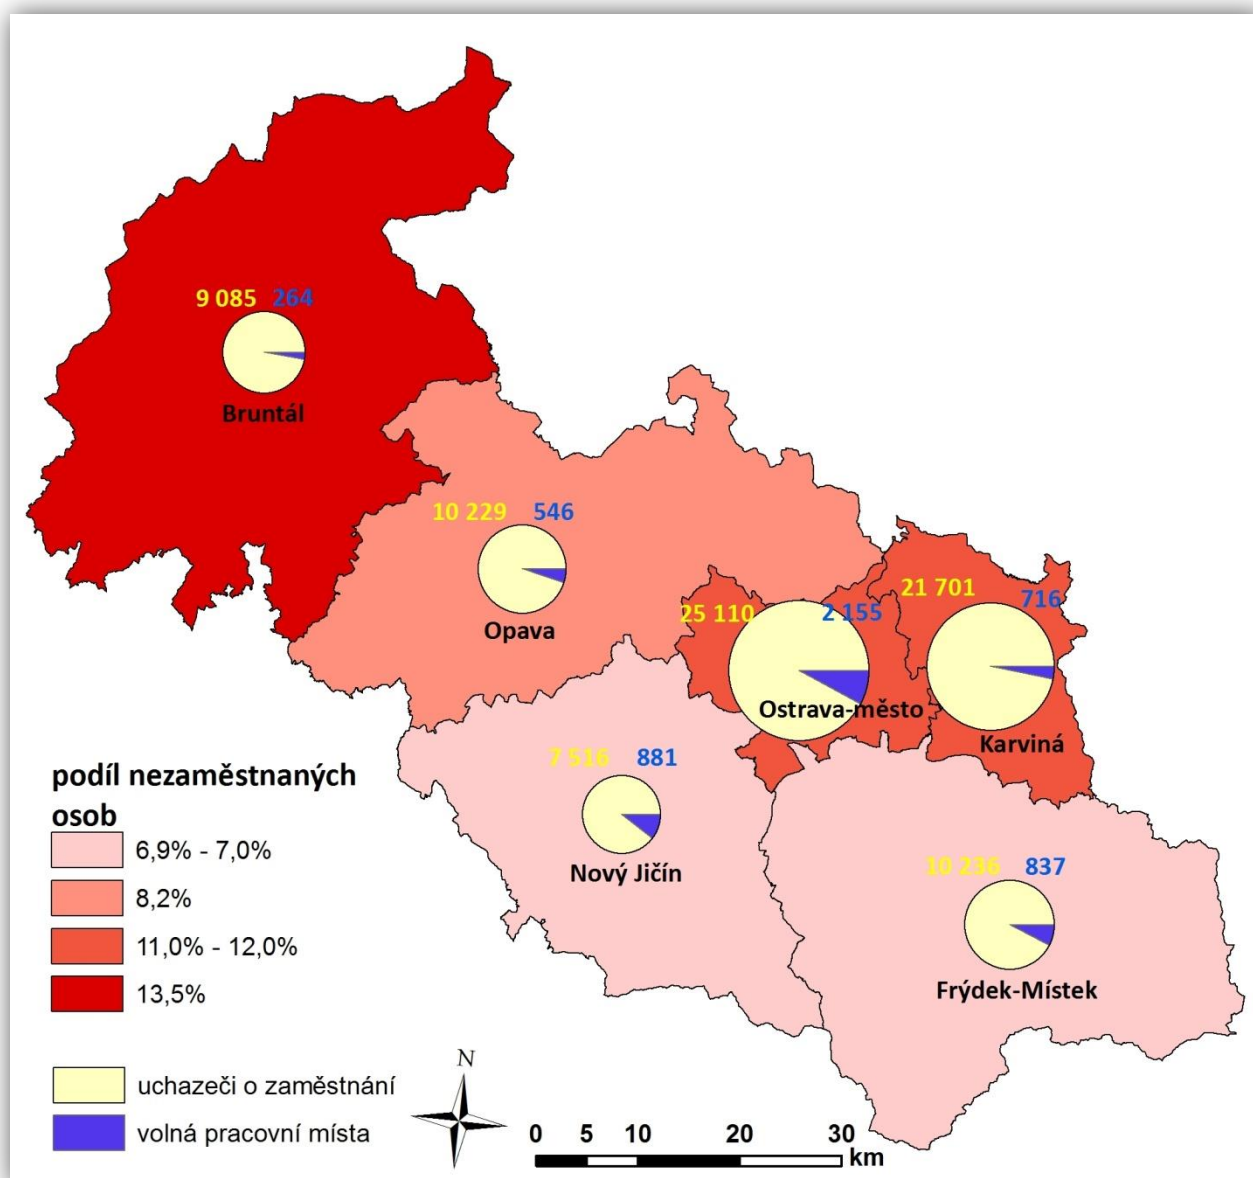 9 085 264
Bruntál
10 229 546
Opava
25 110 2 155
Ostrava-město
21 701 716
Karviná
7 516 881
Nový Jičín
10 236 837
Frýdek-Místek
podíl nezaměstnaných
osob
6,9% - 7,0%
8,2%
11,0% - 12,0%
13,5%
uchazeči o zaměstnání
volná pracovní místa
N
0 5 10 20 30
km